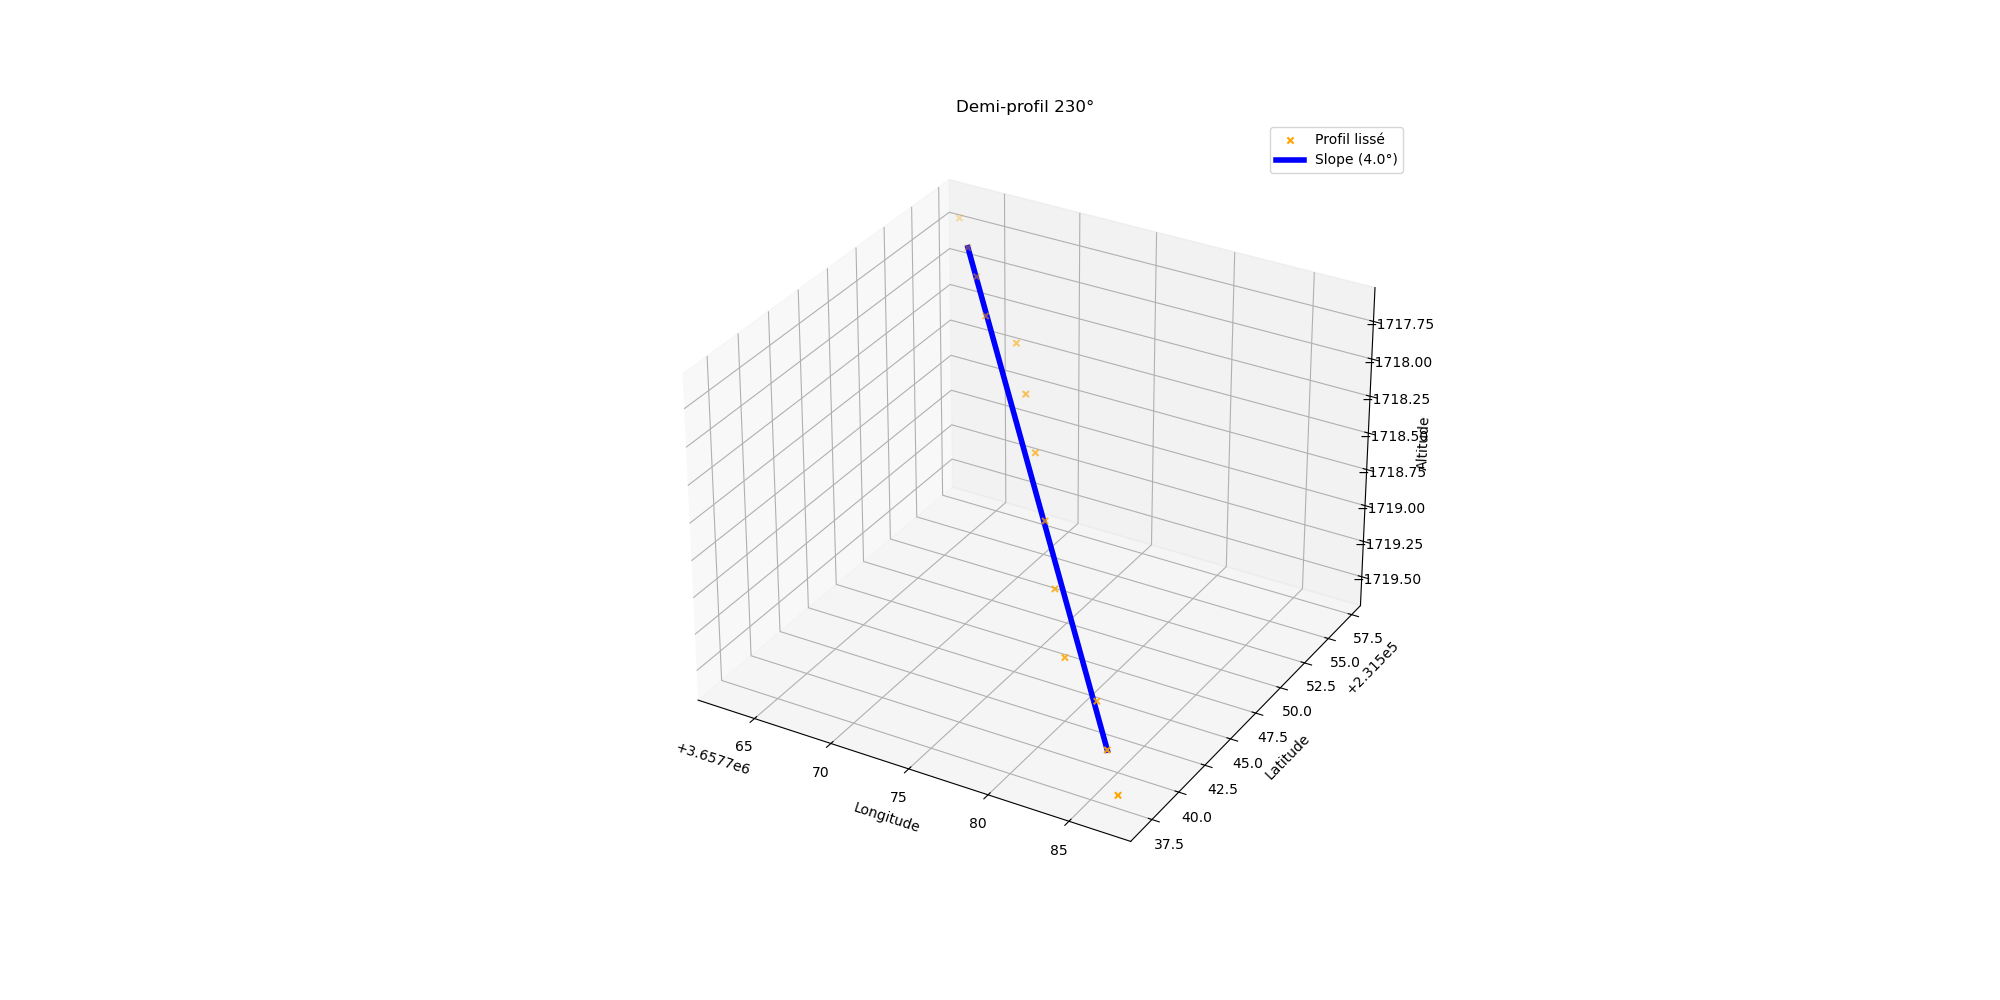 Demi-profil 230°
Profil lissé
Slope (4.0°)
−1717.75
−1718.00
−1718.25
−1718.50
−1718.75
−1719.00
−1719.25
−1719.50
Altitude
57.5
55.0
52.5
50.0
47.5
45.0
42.5
40.0
37.5
+2.315e5
Latitude
65
70
75
80
85
+3.6577e6
Longitude